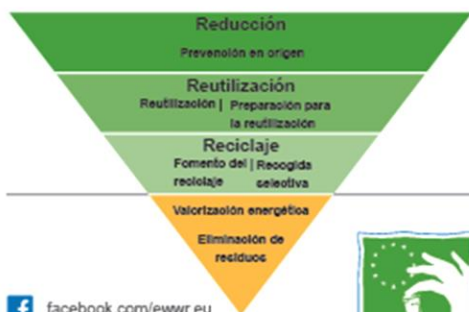 Reducción
Prevención en origen
Reutilización
Reutilización | Preparación para
la reutilización
Reciclaje
Fomento del | Recogida
reciclaje selectiva
Valorización energética
Eliminación de
residuos
facebook.com/ewwr.eu